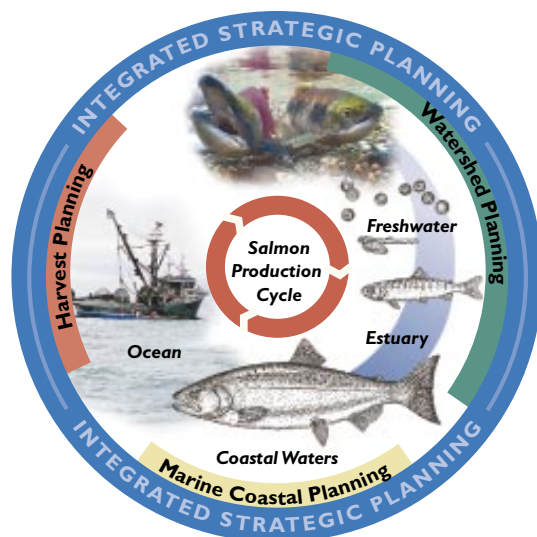 INTEGRATED STRATEGIC PLANNING
Watershed Planning
Harvest Planning
Freshwater
Salmon
Production
Cycle
Estuary
Ocean
Coastal Waters
Marine Coastal Planning
INTEGRATED STRATEGIC PLANNING